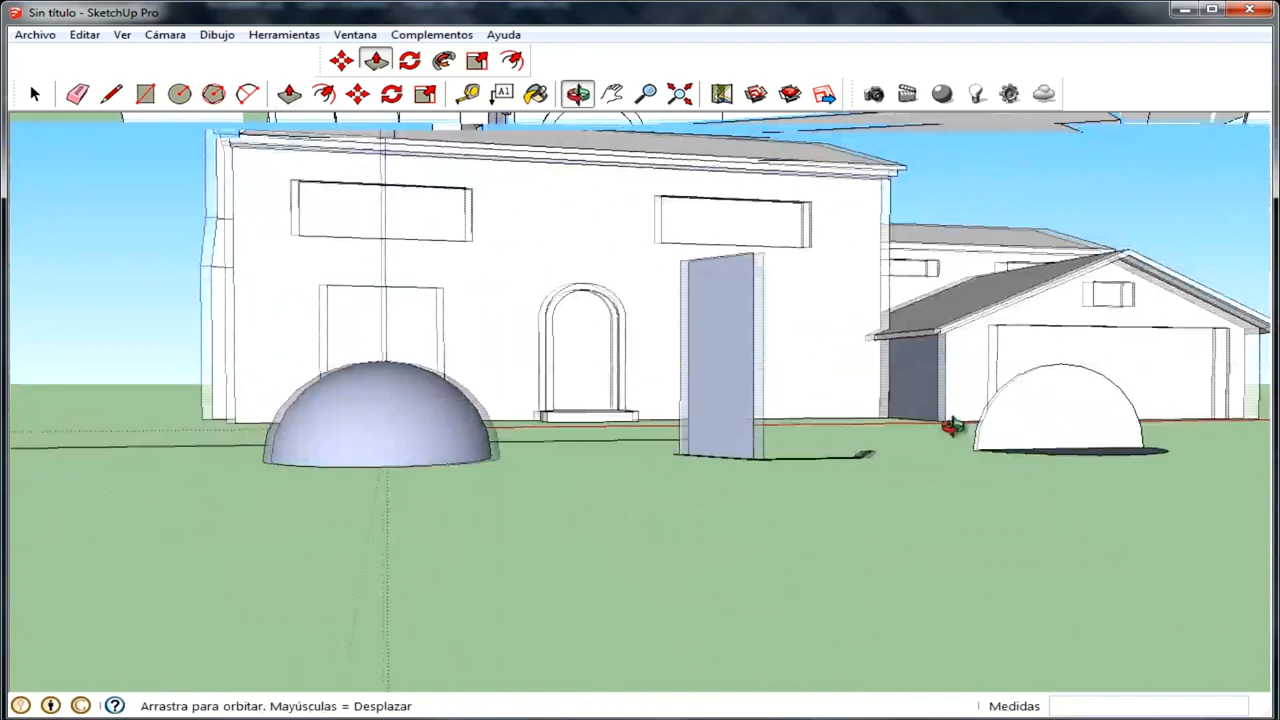 Sin título - SketchUp Pro
Archivo Editar Ver Cámara Dibujo Herramientas Ventana Complementos Ayuda
A1
Arrastra para orbitar. Mayúsculas = Desplazar Medidas